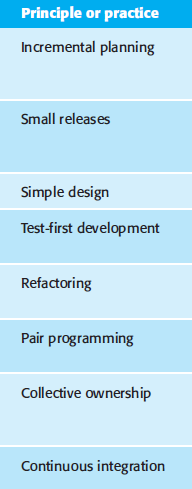 Principle or practice
Incremental planning
Small releases
Simple design
Test-first development
Refactoring
Pair programming
Collective ownership
Continuous integration